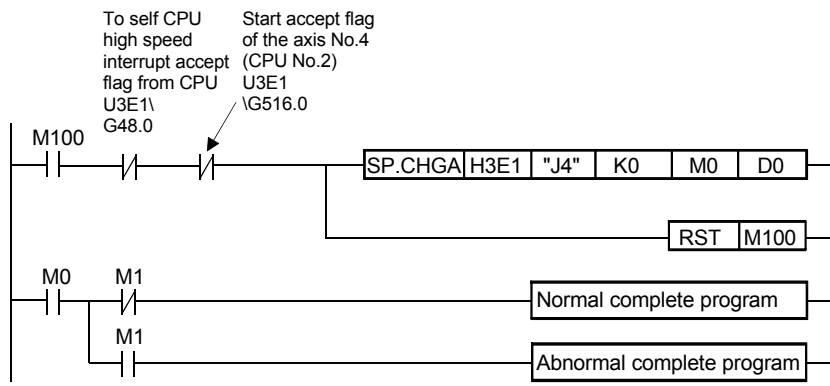 To self CPU
high speed
interrupt accept
flag from CPU
U3E1\
G48.0
Start accept flag
of the axis No.4
(CPU No.2)
U3E1
\G516.0
M100
SP.CHGA H3E1 "J4" K0 M0 D0
RST M100
M0 M1
Normal complete program
M1
Abnormal complete program